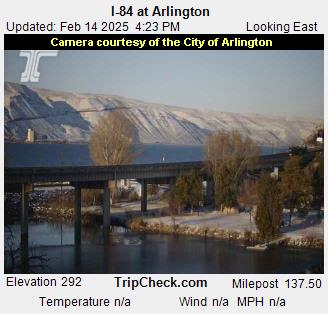 I-84 at Arlington
Updated: Feb 14 2025 4:23 PM Looking East
Camera courtesy of the City of Arlington
Elevation 292 TripCheck.com Milepost 137.50
Temperature n/a Wind n/a MPH n/a